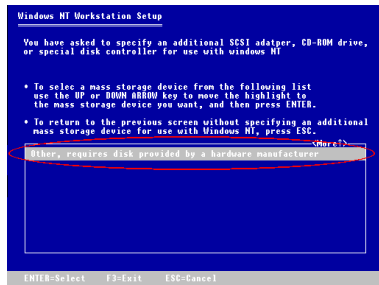 Windows NT Workstation Setup
You have asked to specify an additional SCSI adatper, CD-ROM drive,
or special disk controller for use with windows NT
• To selec a mass storage device from the following list
use the UP or DOWN ARROW key to move the highlight to
the mass storage device you want, and then press ENTER.
• To return to the previous screen without specifying an additional
mass storage device for use with Windows NT, press ESC.
<More↑>
Other, requires disk provided by a hardware manufacturer
ENTER=Select F3=Exit ESC=Cancel